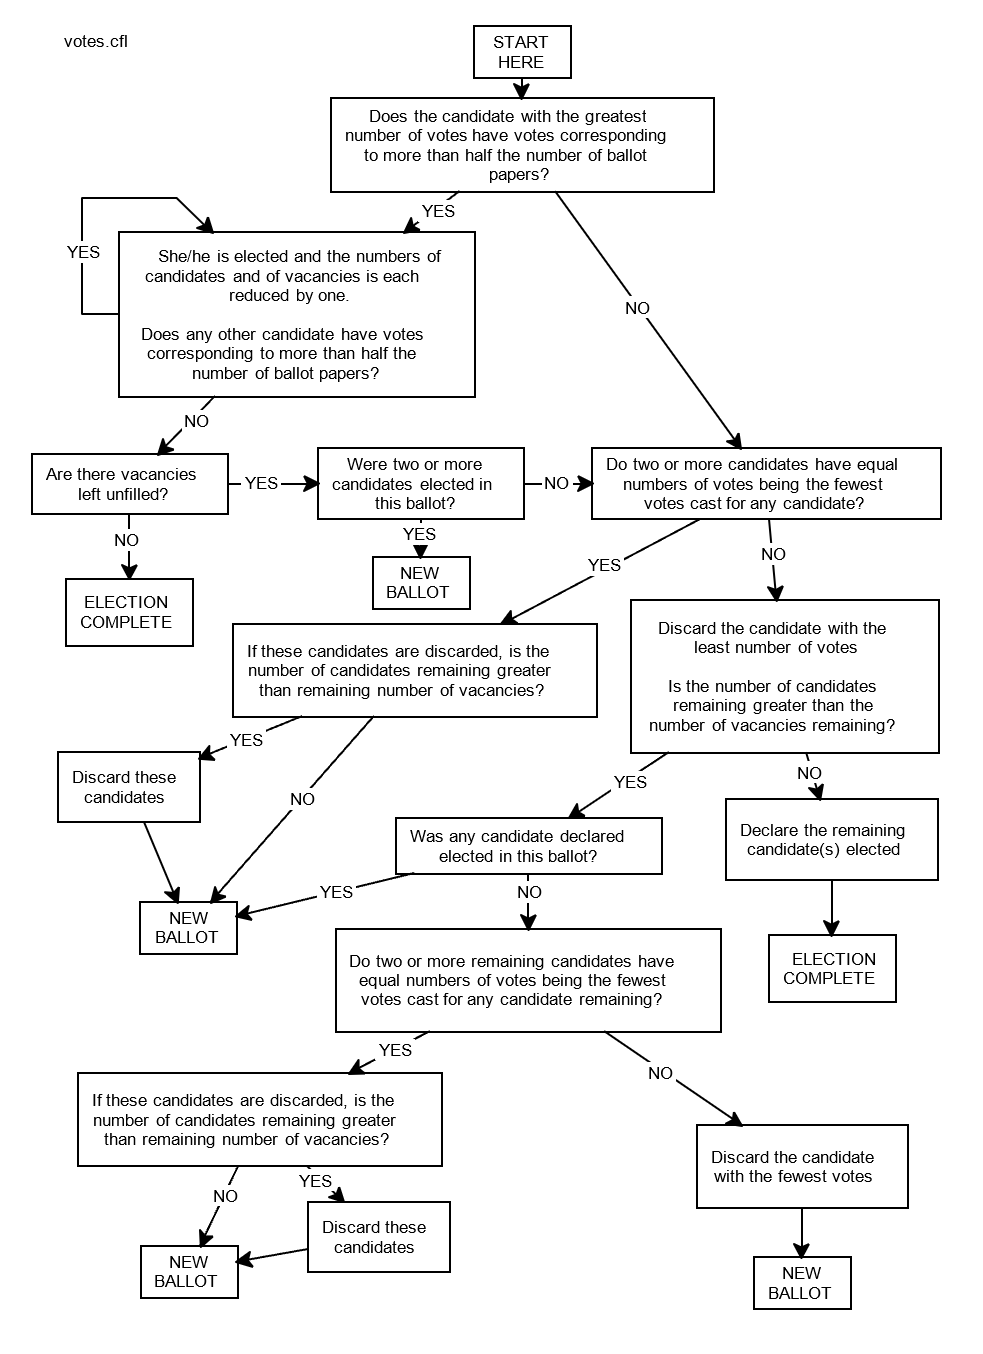 votes.cfl
START
HERE
Does the candidate with the greatest
number of votes have votes corresponding
to more than half the number of ballot
papers?
YES
NO
YES
She/he is elected and the numbers of
candidates and of vacancies is each
reduced by one.
Does any other candidate have votes
corresponding to more than half the
number of ballot papers?
NO
Are there vacancies
left unfilled?
YES
Were two or more
candidates elected in
this ballot?
NO
Do two or more candidates have equal
numbers of votes being the fewest
votes cast for any candidate?
NO
ELECTION
COMPLETE
YES
NEW
BALLOT
YES
NO
If these candidates are discarded, is the
number of candidates remaining greater
than remaining number of vacancies?
Discard the candidate with the
least number of votes
Is the number of candidates
remaining greater than the
number of vacancies remaining?
YES
NO
Discard these
candidates
YES
NO
Was any candidate declared
elected in this ballot?
Declare the remaining
candidate(s) elected
YES
NO
NEW
BALLOT
ELECTION
COMPLETE
Do two or more remaining candidates have
equal numbers of votes being the fewest
votes cast for any candidate remaining?
YES
NO
If these candidates are discarded, is the
number of candidates remaining greater
than remaining number of vacancies?
Discard the candidate
with the fewest votes
NO
YES
Discard these
candidates
NEW
BALLOT
NEW
BALLOT